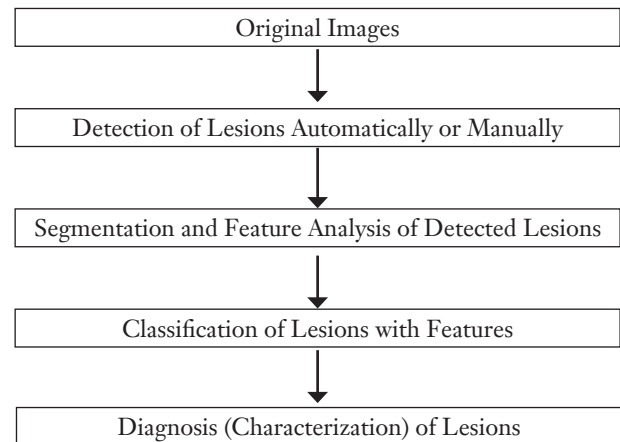 Original Images
Detection of Lesions Automatically or Manually
Segmentation and Feature Analysis of Detected Lesions
Classification of Lesions with Features
Diagnosis (Characterization) of Lesions